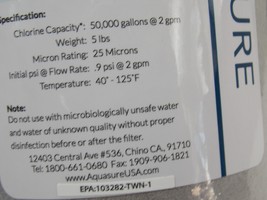 Specification:
Chlorine Capacity*: 50,000 gallons @ 2 gpm
Weight: 5 lbs
Micron Rating: 25 Microns
Initial psi @ Flow Rate: .9 psi @ 2 gpm
Temperature: 40° - 125°F
URE
Note:
Do not use with microbiologically unsafe water
and water of unknown quality without proper
disinfection before or after the filter.
12403 Central Ave #536, Chino CA., 91710
Tel: 1800-661-0680 Fax: 1909-906-1821
www.AquasureUSA.com
EPA:103282-TWN-1